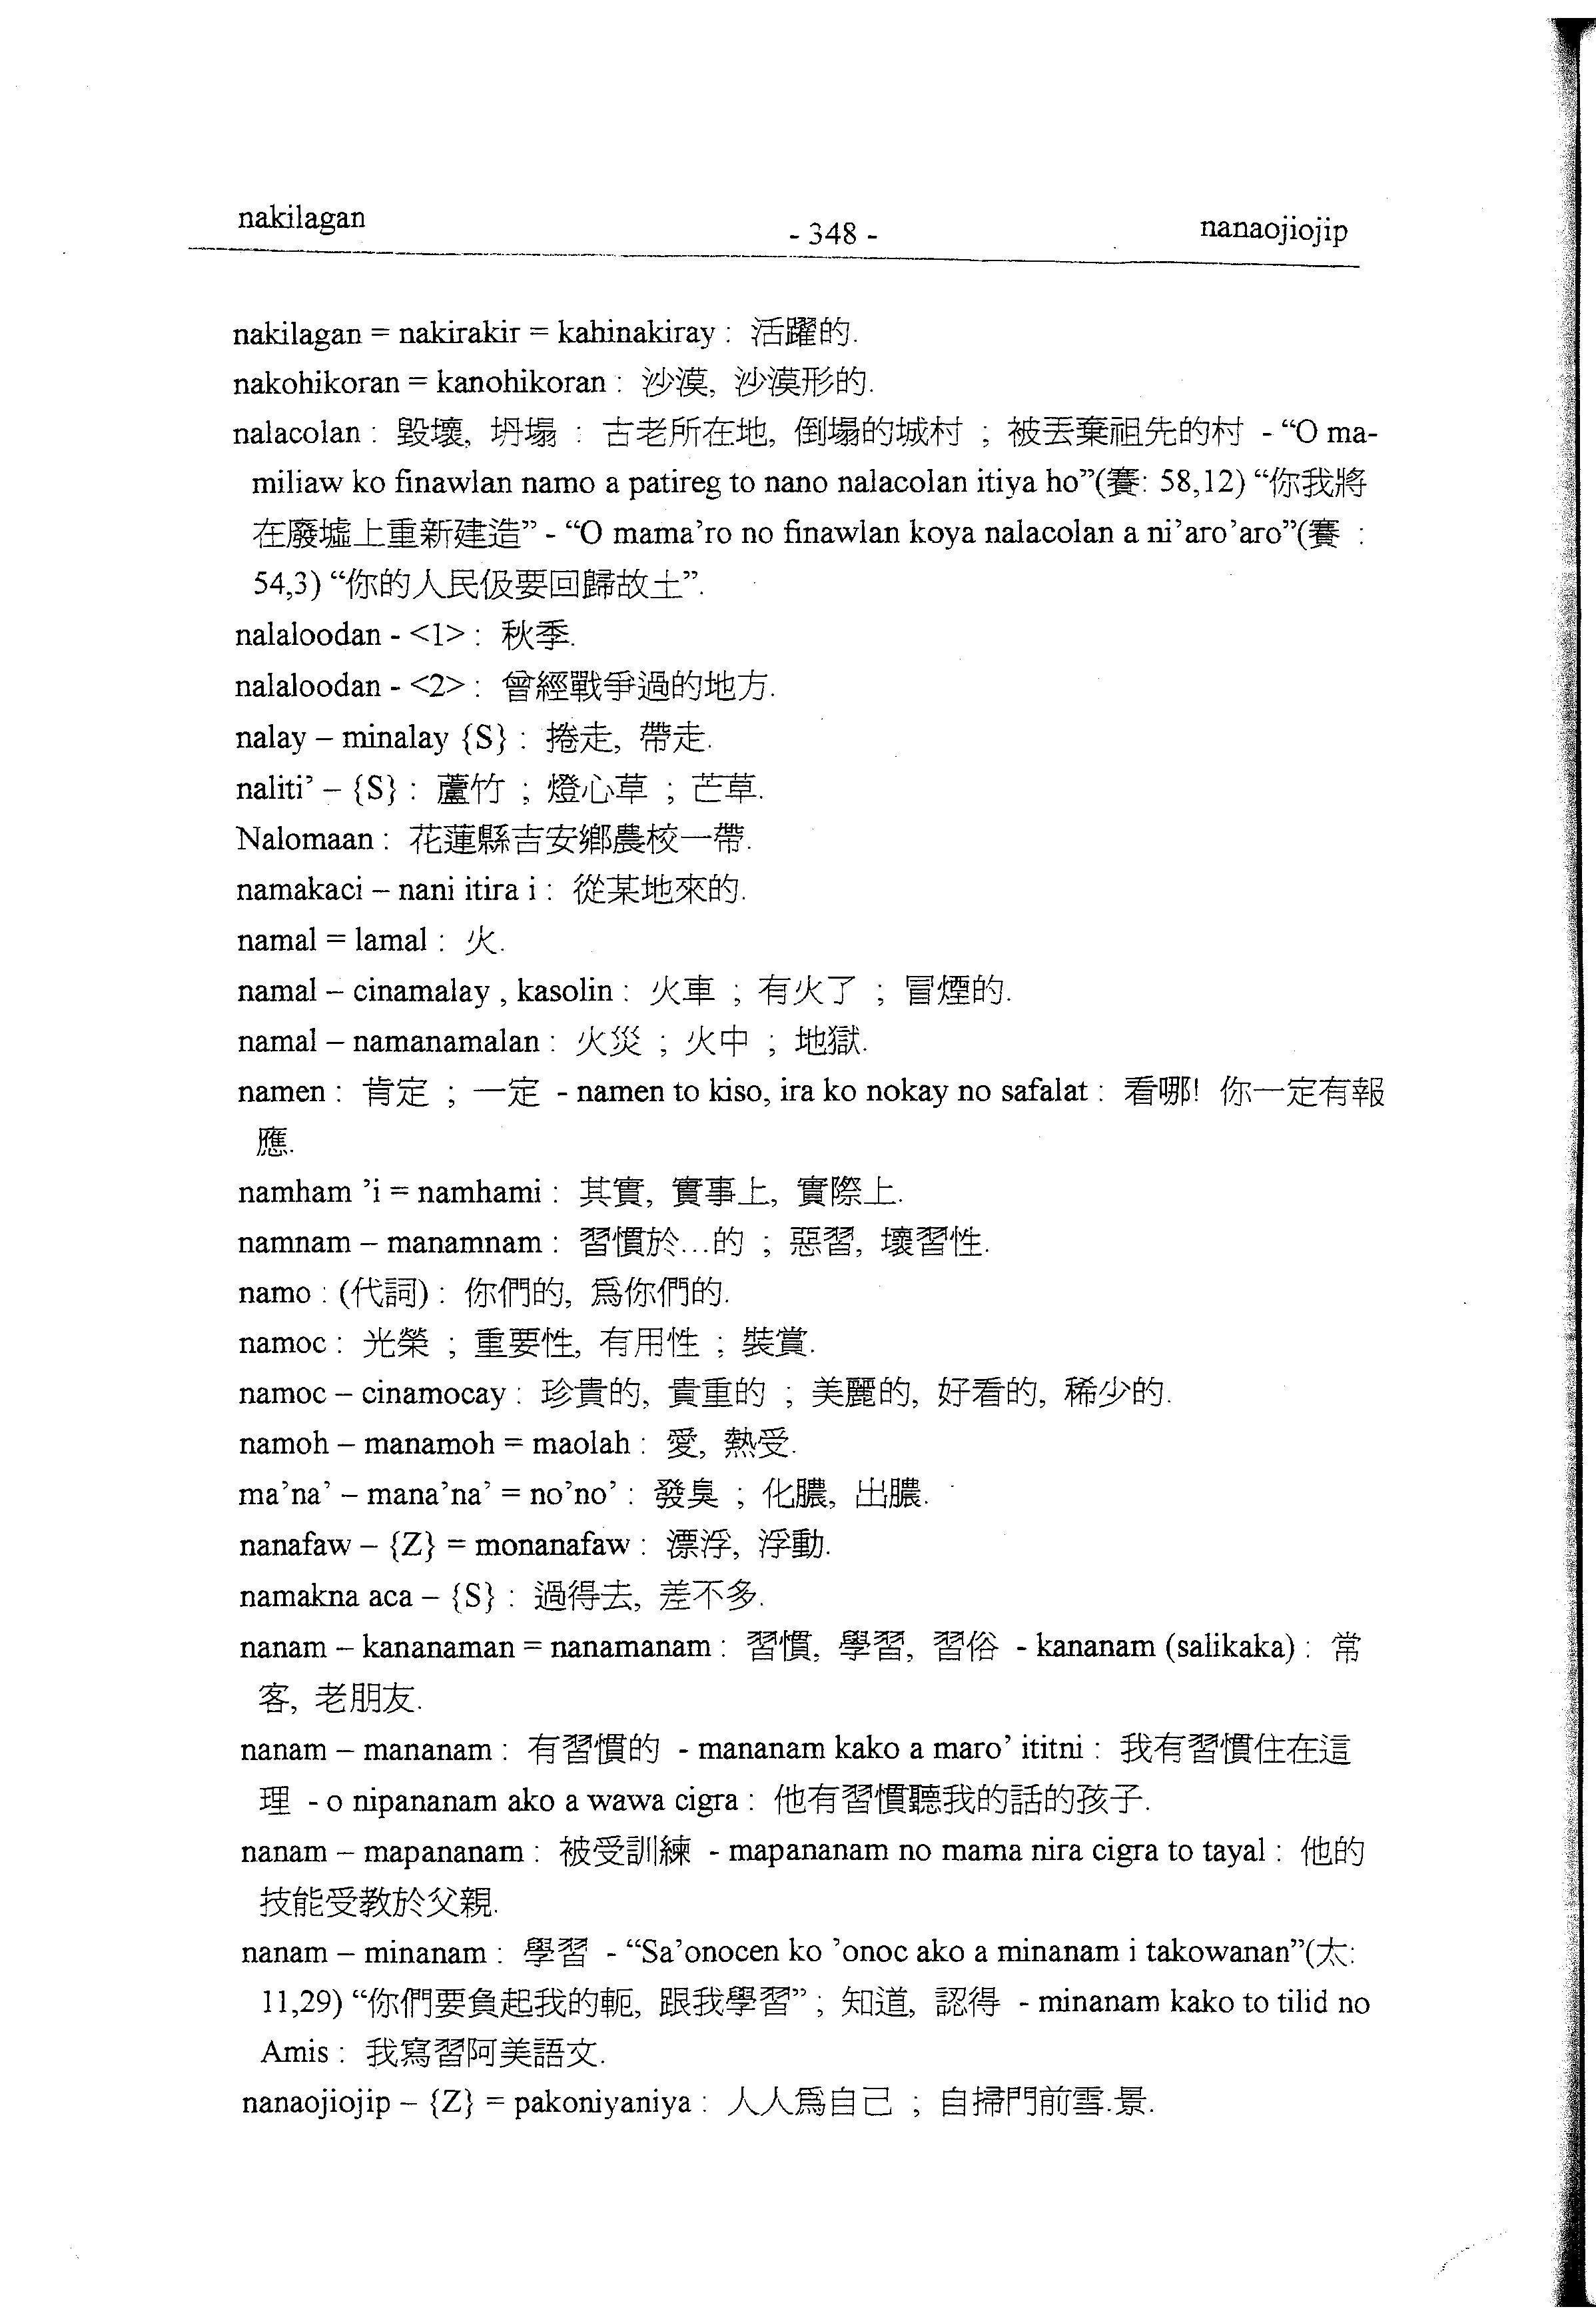 nakilagan
- 348 -
nanaojiojip
nakilagan = nakirakir = kahinakiray : 活躍的.
nakohikoran = kanohikoran : 沙漠, 沙漠形的.
nalacolan : 毀壞, 坍塌 : 古老所在地, 倒塌的城村 ; 被丟棄祖先的村 - “O ma-
miliaw ko finawlan namo a patireg to nano nalacolan itiya ho”(賽: 58,12) “你我將
在廢墟上重新建造” - “O mama’ro no finawlan koya nalacolan a ni’aro’aro”(賽 :
54,3) “你的人民伋要回歸故土”.
nalaloodan - <1> : 秋季.
nalaloodan - <2> : 曾經戰爭過的地方.
nalay – minalay {S} : 捲走, 帶走.
naliti’ – {S} : 蘆竹 ; 燈心草 ; 芒草.
Nalomaan : 花蓮縣吉安鄉農校一帶.
namakaci – nani itira i : 從某地來的.
namal = lamal : 火.
namal – cinamalay , kasolin : 火車 ; 有火了 ; 冒煙的.
namal – namanamalan : 火災 ; 火中 ; 地獄.
namen : 肯定 ; 一定 - namen to kiso, ira ko nokay no safalat : 看哪! 你一定有報
應.
namham ’i = namhami : 其實, 實事上, 實際上.
namnam – manamnam : 習慣於...的 ; 惡習, 壞習性.
namo : (代詞) : 你們的, 爲你們的.
namoc : 光榮 ; 重要性, 有用性 ; 裝賞.
namoc – cinamocay : 珍貴的, 貴重的 ; 美麗的, 好看的, 稀少的.
namoh – manamoh = maolah : 愛, 熱受.
ma’na’ – mana’na’ = no’no’ : 發臭 ; 化膿, 出膿.
nanafaw – {Z} = monanafaw : 漂浮, 浮動.
namakna aca – {S} : 過得去, 差不多.
nanam – kananaman = nanamanam : 習慣, 學習, 習俗 - kananam (salikaka) : 常
客, 老朋友.
nanam – mananam : 有習慣的 - mananam kako a maro’ ititni : 我有習慣住在這
理 - o nipananam ako a wawa cigra : 他有習慣聽我的話的孩子.
nanam – mapananam : 被受訓練 - mapananam no mama nira cigra to tayal : 他的
技能受教於父親.
nanam – minanam : 學習 - “Sa’onocen ko ’onoc ako a minanam i takowanan”(太:
11,29) “你們要負起我的軛, 跟我學習” ; 知道, 認得 - minanam kako to tilid no
Amis : 我寫習阿美語文.
nanaojiojip – {Z} = pakoniyaniya : 人人爲自己 ; 自掃門前雪.景.